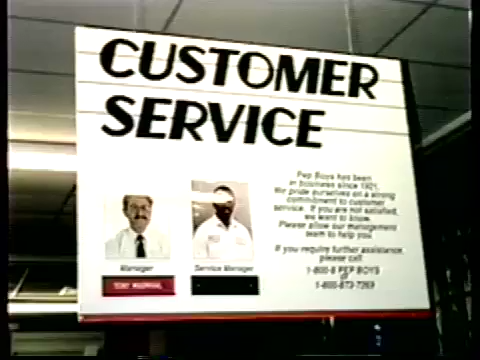 CUSTOMER
SERVICE
Pep Boys has been
in business since 1921.
We pride ourselves on a strong
commitment to customer
service. If you are not satisfied,
we want to know.
Please allow our management
team to help you.
If you require further assistance,
please call
1-800-8 PEP BOYS
or
1-800-873-7269
Manager
Service Manager
TONY